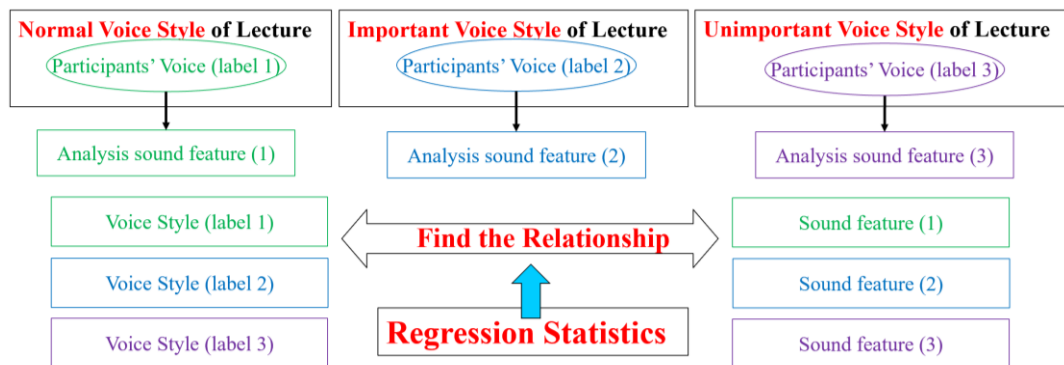 Normal Voice Style of Lecture
Participants’ Voice (label 1)
Analysis sound feature (1)
Important Voice Style of Lecture
Participants’ Voice (label 2)
Analysis sound feature (2)
Unimportant Voice Style of Lecture
Participants’ Voice (label 3)
Analysis sound feature (3)
Voice Style (label 1)
Voice Style (label 2)
Voice Style (label 3)
Find the Relationship
Regression Statistics
Sound feature (1)
Sound feature (2)
Sound feature (3)